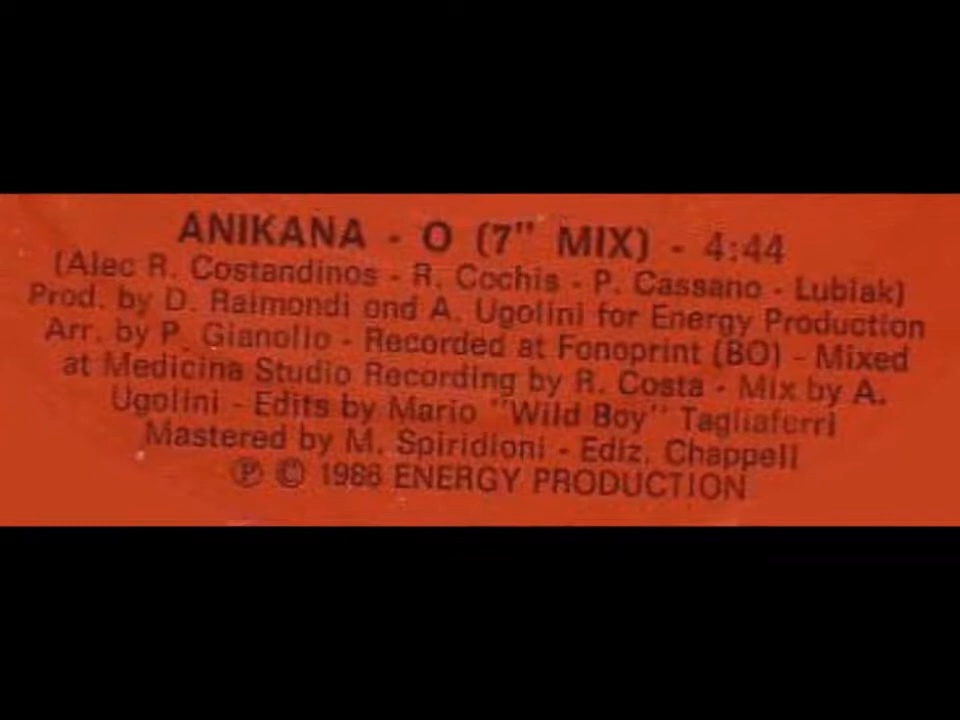 ANIKANA - O (7" MIX) - 4:44
(Alec R. Costandinos - R. Cochis - P. Cassano - Lubiak)
Prod. by D. Raimondi ond A. Ugolini for Energy Production
Arr. by P. Gianolio - Recorded at Fonoprint (BO) - Mixed
at Medicina Studio Recording by R. Costa - Mix by A.
Ugolini - Edits by Mario "Wild Boy" Tagliaferri
Mastered by M. Spiridioni - Ediz. Chappell
℗ © 1986 ENERGY PRODUCTION